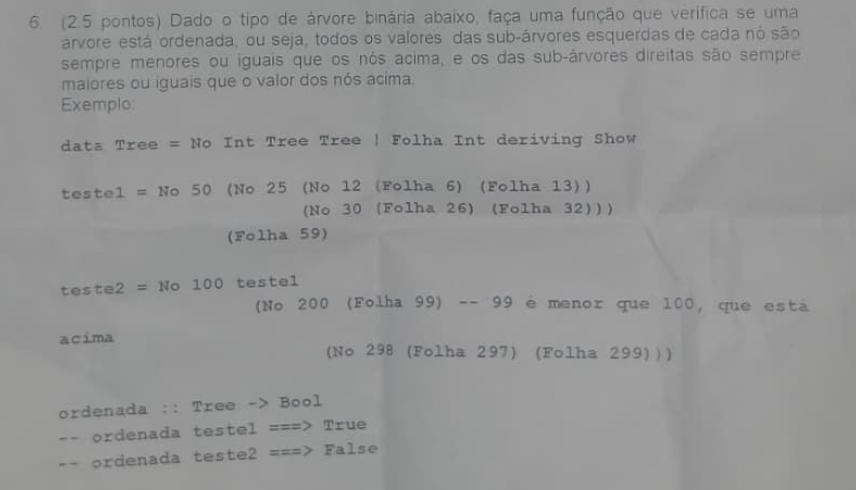 6. (2.5 pontos) Dado o tipo de árvore binária abaixo, faça uma função que verifica se uma
árvore está ordenada, ou seja, todos os valores das sub-árvores esquerdas de cada nó são
sempre menores ou iguais que os nós acima, e os das sub-árvores direitas são sempre
maiores ou iguais que o valor dos nós acima.
Exemplo:
data Tree = No Int Tree Tree | Folha Int deriving Show
teste1 = No 50 (No 25 (No 12 (Folha 6) (Folha 13))
(No 30 (Folha 26) (Folha 32)))
(Folha 59)
teste2 = No 100 teste1
(No 200 (Folha 99) -- 99 é menor que 100, que está
acima
(No 298 (Folha 297) (Folha 299)))
ordenada :: Tree -> Bool
-- ordenada teste1 ===> True
-- ordenada teste2 ===> False